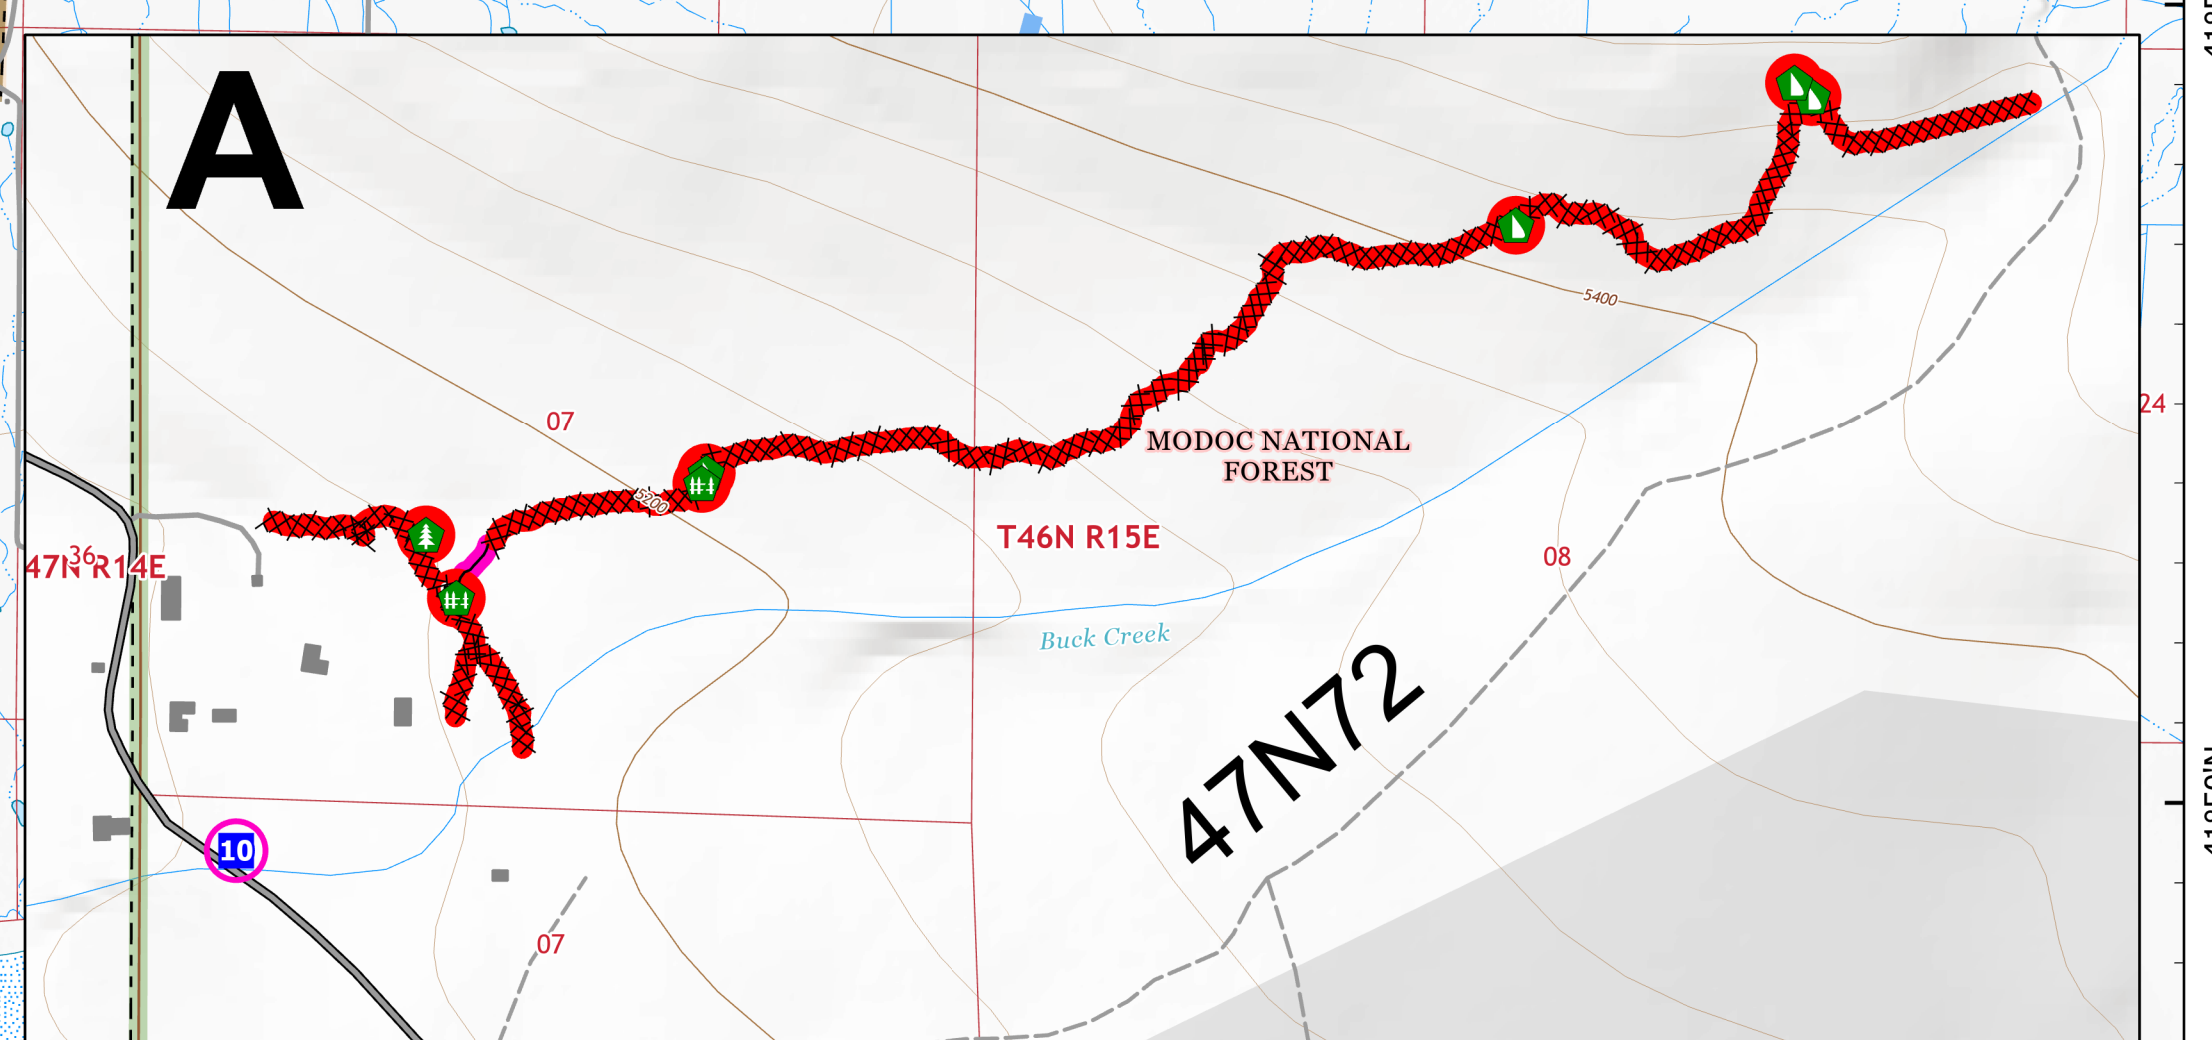 A
5400
07
MODOC NATIONAL
FOREST
24
5200
T46N R15E
36
47N R14E
08
Buck Creek
47N72
10
07